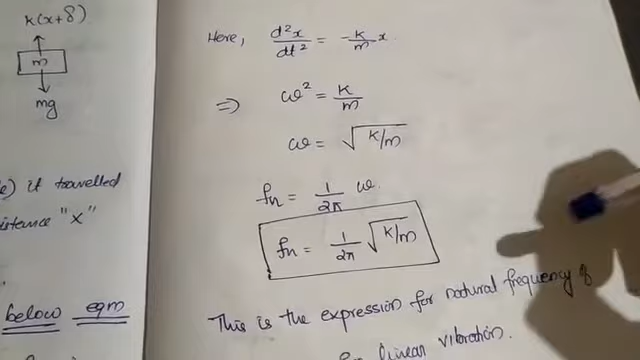 k(x+δ)
m
mg
e) it travelled
istance "x"
below eqm
Here, d²x/dt² = -k/m x
=> ω² = k/m
ω = √k/m
fn = 1/2π ω.
fn = 1/2π √k/m
This is the expression for natural frequency of
linear vibration.